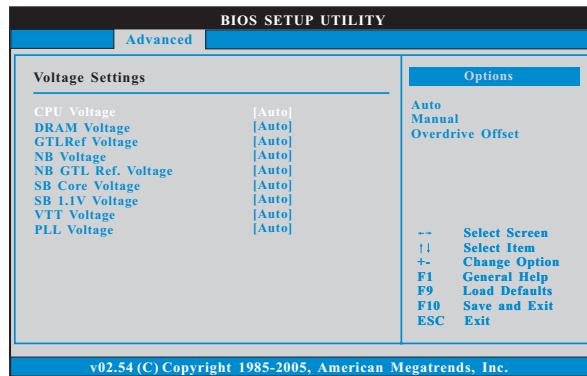 BIOS SETUP UTILITY
Advanced
Voltage Settings
CPU Voltage [Auto]
DRAM Voltage [Auto]
GTLRef Voltage [Auto]
NB Voltage [Auto]
NB GTL Ref. Voltage [Auto]
SB Core Voltage [Auto]
SB 1.1V Voltage [Auto]
VTT Voltage [Auto]
PLL Voltage [Auto]
Options
Auto
Manual
Overdrive Offset
←→ Select Screen
↑↓ Select Item
+- Change Option
F1 General Help
F9 Load Defaults
F10 Save and Exit
ESC Exit
v02.54 (C) Copyright 1985-2005, American Megatrends, Inc.